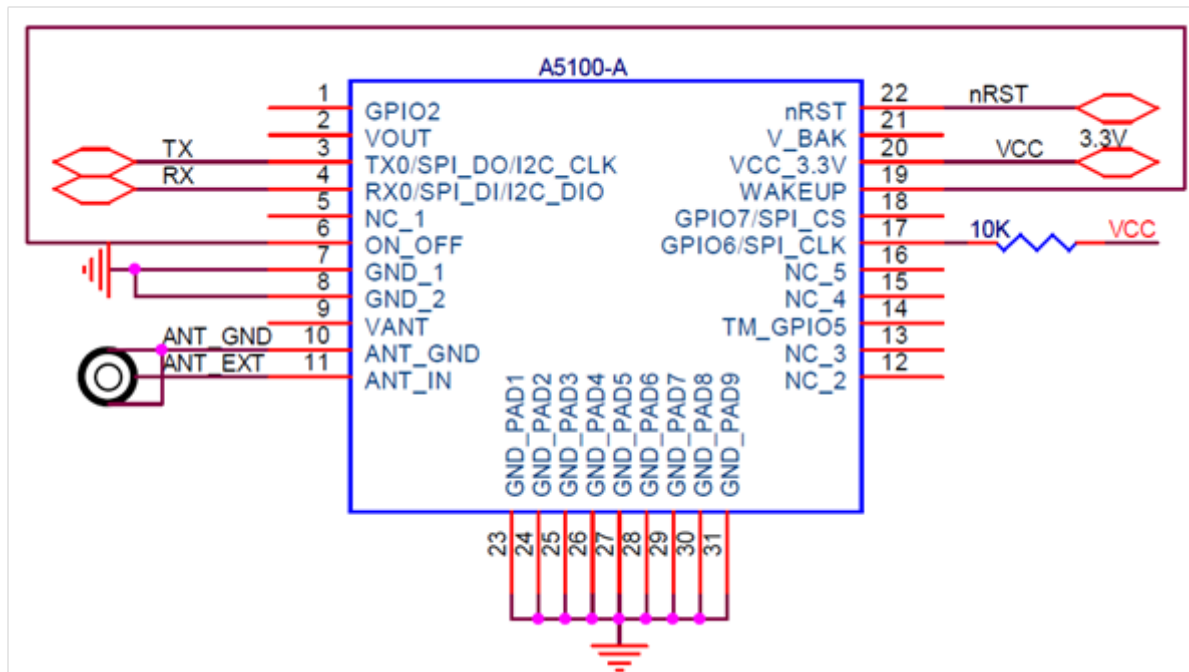 A5100-A
1 GPIO2
2 VOUT
TX 3 TX0/SPI_DO/I2C_CLK
RX 4 RX0/SPI_DI/I2C_DIO
5 NC_1
6 ON_OFF
7 GND_1
8 GND_2
9 VANT
ANT_GND 10 ANT_GND
ANT_EXT 11 ANT_IN
nRST 22 nRST
V_BAK 21
VCC_3.3V 20 VCC 3.3V
WAKEUP 19
GPIO7/SPI_CS 18
GPIO6/SPI_CLK 17 10K VCC
NC_5 16
NC_4 15
TM_GPIO5 14
NC_3 13
NC_2 12
GND_PAD1 23
GND_PAD2 24
GND_PAD3 25
GND_PAD4 26
GND_PAD5 27
GND_PAD6 28
GND_PAD7 29
GND_PAD8 30
GND_PAD9 31